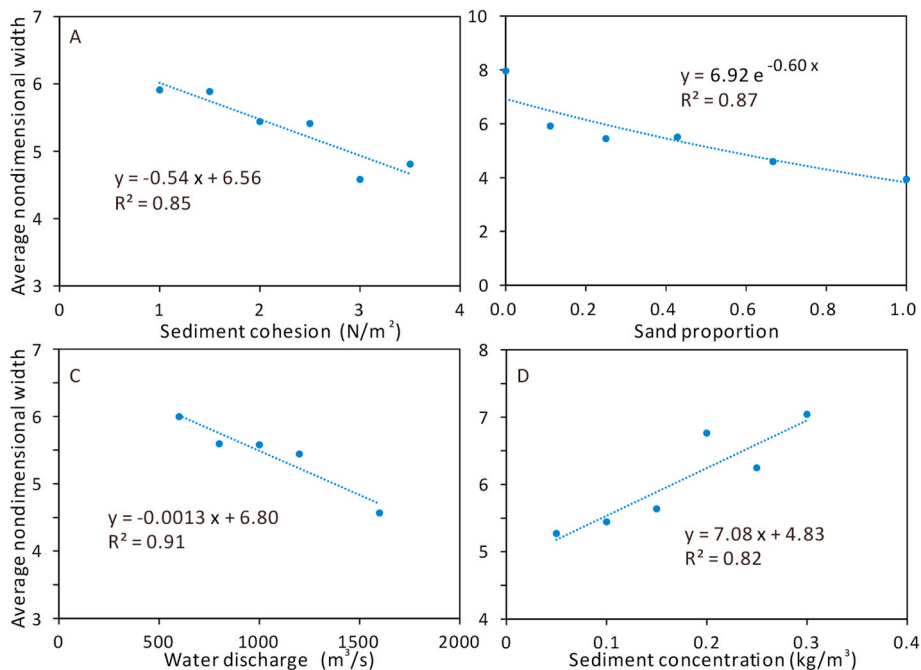 A
Average nondimensional width
7
6
5
4
3
y = -0.54 x + 6.56
R² = 0.85
0
1
2
3
4
Sediment cohesion (N/m²)
10
8
6
4
2
0
y = 6.92 e^-0.60 x
R² = 0.87
0.0
0.2
0.4
0.6
0.8
1.0
Sand proportion
C
Average nondimensional width
7
6
5
4
3
y = -0.0013 x + 6.80
R² = 0.91
0
500
1000
1500
2000
Water discharge (m³/s)
D
8
7
6
5
4
y = 7.08 x + 4.83
R² = 0.82
0
0.1
0.2
0.3
0.4
Sediment concentration (kg/m³)